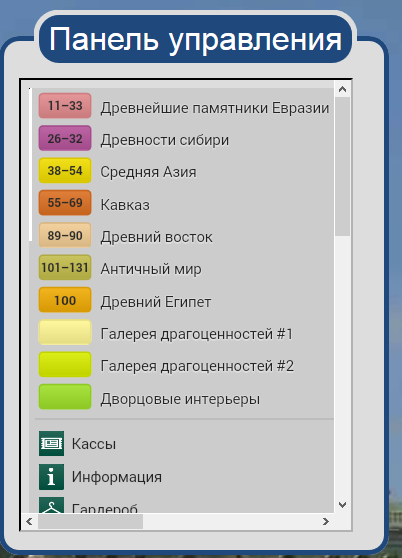 Панель управления
11–33 Древнейшие памятники Евразии
26–32 Древности сибири
38–54 Средняя Азия
55–69 Кавказ
89–90 Древний восток
101–131 Античный мир
100 Древний Египет
Галерея драгоценностей #1
Галерея драгоценностей #2
Дворцовые интерьеры
Кассы
i Информация
Гардероб